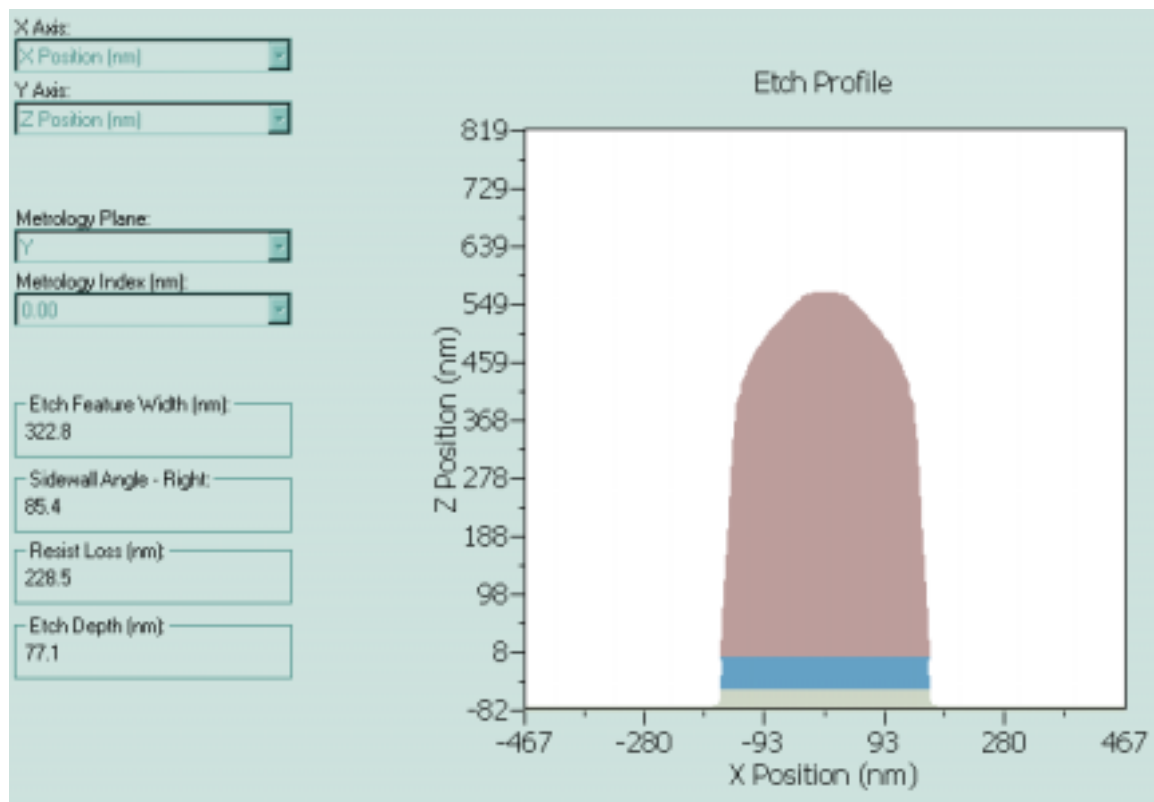 X Axis:
X Position (nm)
Y Axis:
Z Position (nm)
Metrology Plane:
Y
Metrology Index (nm):
0.00
Etch Feature Width (nm):
322.8
Sidewall Angle - Right:
85.4
Resist Loss (nm):
228.5
Etch Depth (nm):
77.1
Etch Profile
Z Position (nm)
819
729
639
549
459
368
278
188
98
8
-82
-467 -280 -93 93 280 467
X Position (nm)